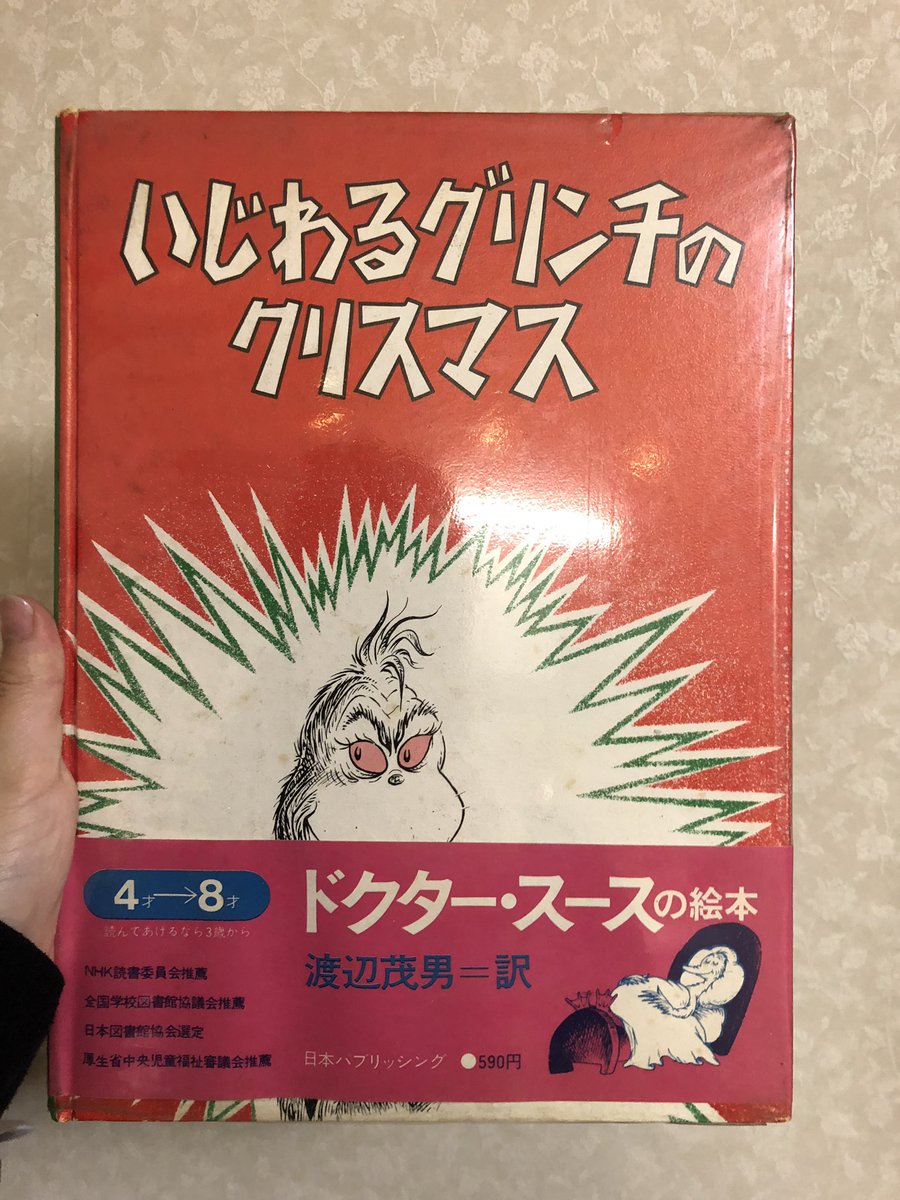 いじわるグリンチの
クリスマス
4才→8才
読んであげるなら3歳から
ドクター・スースの絵本
渡辺茂男=訳
NHK読書委員会推薦
全国学校図書館協議会推薦
日本図書館協会選定
厚生省中央児童福祉審議会推薦
日本パブリッシング ●590円